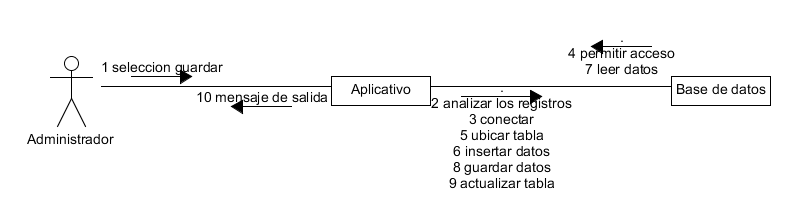 4 permitir acceso
7 leer datos
1 seleccion guardar
10 mensaje de salida
Aplicativo
Base de datos
2 analizar los registros
3 conectar
5 ubicar tabla
6 insertar datos
8 guardar datos
9 actualizar tabla
Administrador